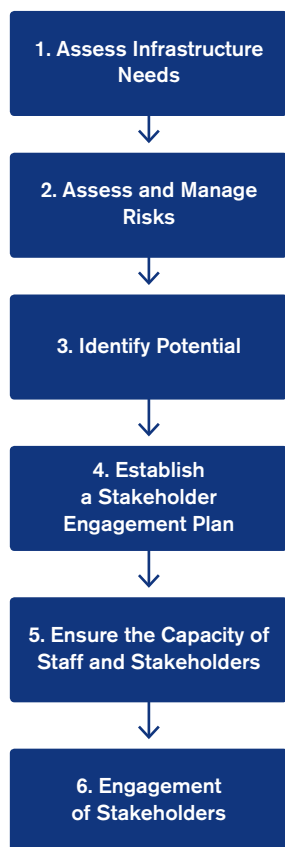 1. Assess Infrastructure
Needs
2. Assess and Manage
Risks
3. Identify Potential
4. Establish
a Stakeholder
Engagement Plan
5. Ensure the Capacity of
Staff and Stakeholders
6. Engagement
of Stakeholders